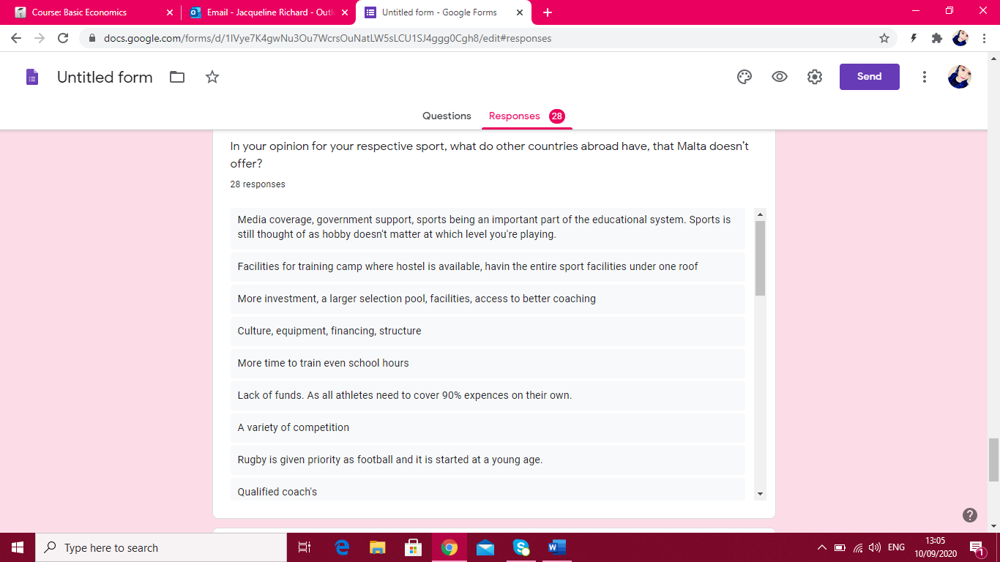 Course: Basic Economics
Email - Jacqueline Richard - Outl
Untitled form - Google Forms
docs.google.com/forms/d/1IVye7K4gwNu3Ou7WcrsOuNatLW5sLCU1SJ4ggg0Cgh8/edit#responses
Untitled form
Send
Questions
Responses 28
In your opinion for your respective sport, what do other countries abroad have, that Malta doesn't
offer?
28 responses
Media coverage, government support, sports being an important part of the educational system. Sports is
still thought of as hobby doesn't matter at which level you're playing.
Facilities for training camp where hostel is available, havin the entire sport facilities under one roof
More investment, a larger selection pool, facilities, access to better coaching
Culture, equipment, financing, structure
More time to train even school hours
Lack of funds. As all athletes need to cover 90% expences on their own.
A variety of competition
Rugby is given priority as football and it is started at a young age.
Qualified coach's
Type here to search
ENG
13:05
10/09/2020
1